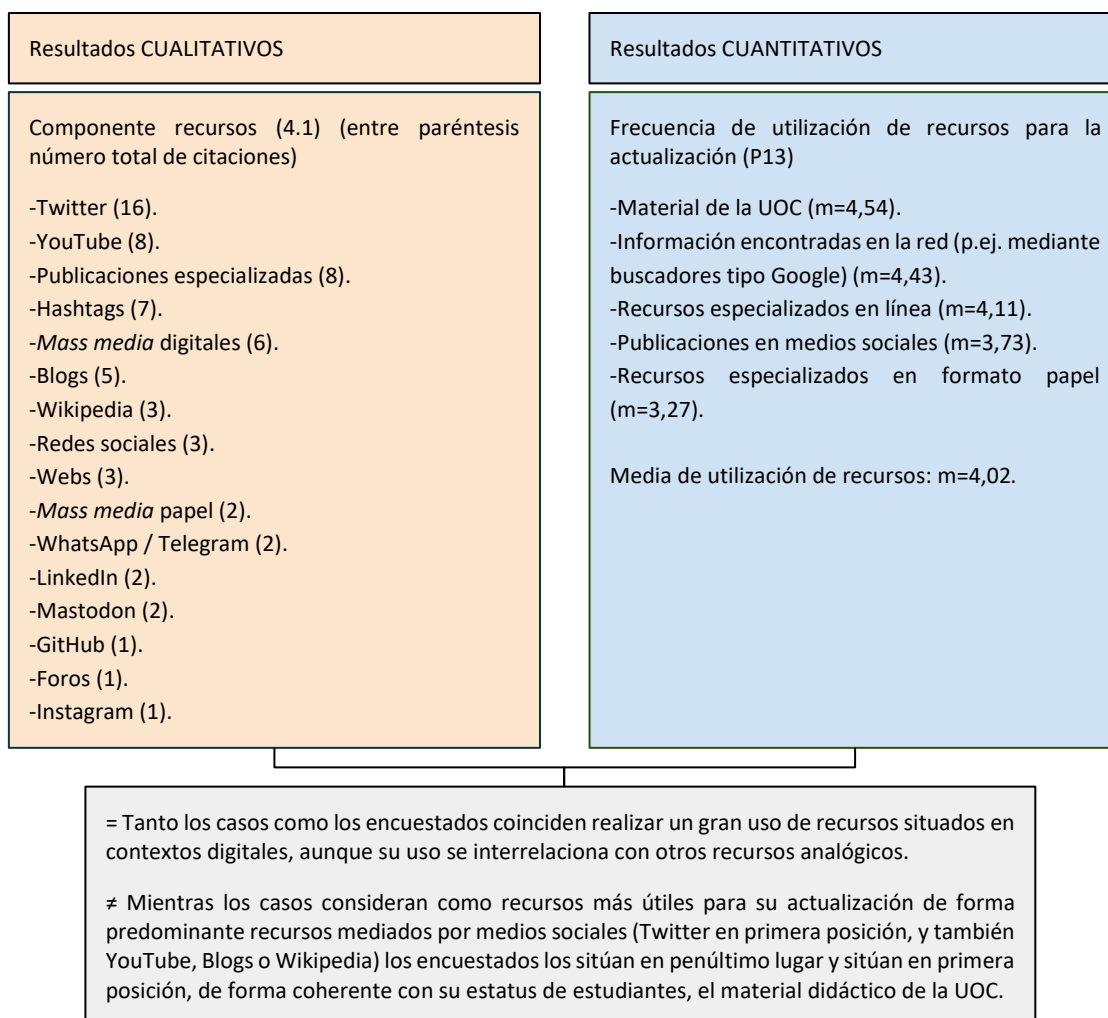 Resultados CUALITATIVOS
Componente recursos (4.1) (entre paréntesis
número total de citaciones)
-Twitter (16).
-YouTube (8).
-Publicaciones especializadas (8).
-Hashtags (7).
-Mass media digitales (6).
-Blogs (5).
-Wikipedia (3).
-Redes sociales (3).
-Webs (3).
-Mass media papel (2).
-WhatsApp / Telegram (2).
-LinkedIn (2).
-Mastodon (2).
-GitHub (1).
-Foros (1).
-Instagram (1).
Resultados CUANTITATIVOS
Frecuencia de utilización de recursos para la
actualización (P13)
-Material de la UOC (m=4,54).
-Información encontradas en la red (p.ej. mediante
buscadores tipo Google) (m=4,43).
-Recursos especializados en línea (m=4,11).
-Publicaciones en medios sociales (m=3,73).
-Recursos especializados en formato papel
(m=3,27).
Media de utilización de recursos: m=4,02.
= Tanto los casos como los encuestados coinciden realizar un gran uso de recursos situados en
contextos digitales, aunque su uso se interrelaciona con otros recursos analógicos.
≠ Mientras los casos consideran como recursos más útiles para su actualización de forma
predominante recursos mediados por medios sociales (Twitter en primera posición, y también
YouTube, Blogs o Wikipedia) los encuestados los sitúan en penúltimo lugar y sitúan en primera
posición, de forma coherente con su estatus de estudiantes, el material didáctico de la UOC.